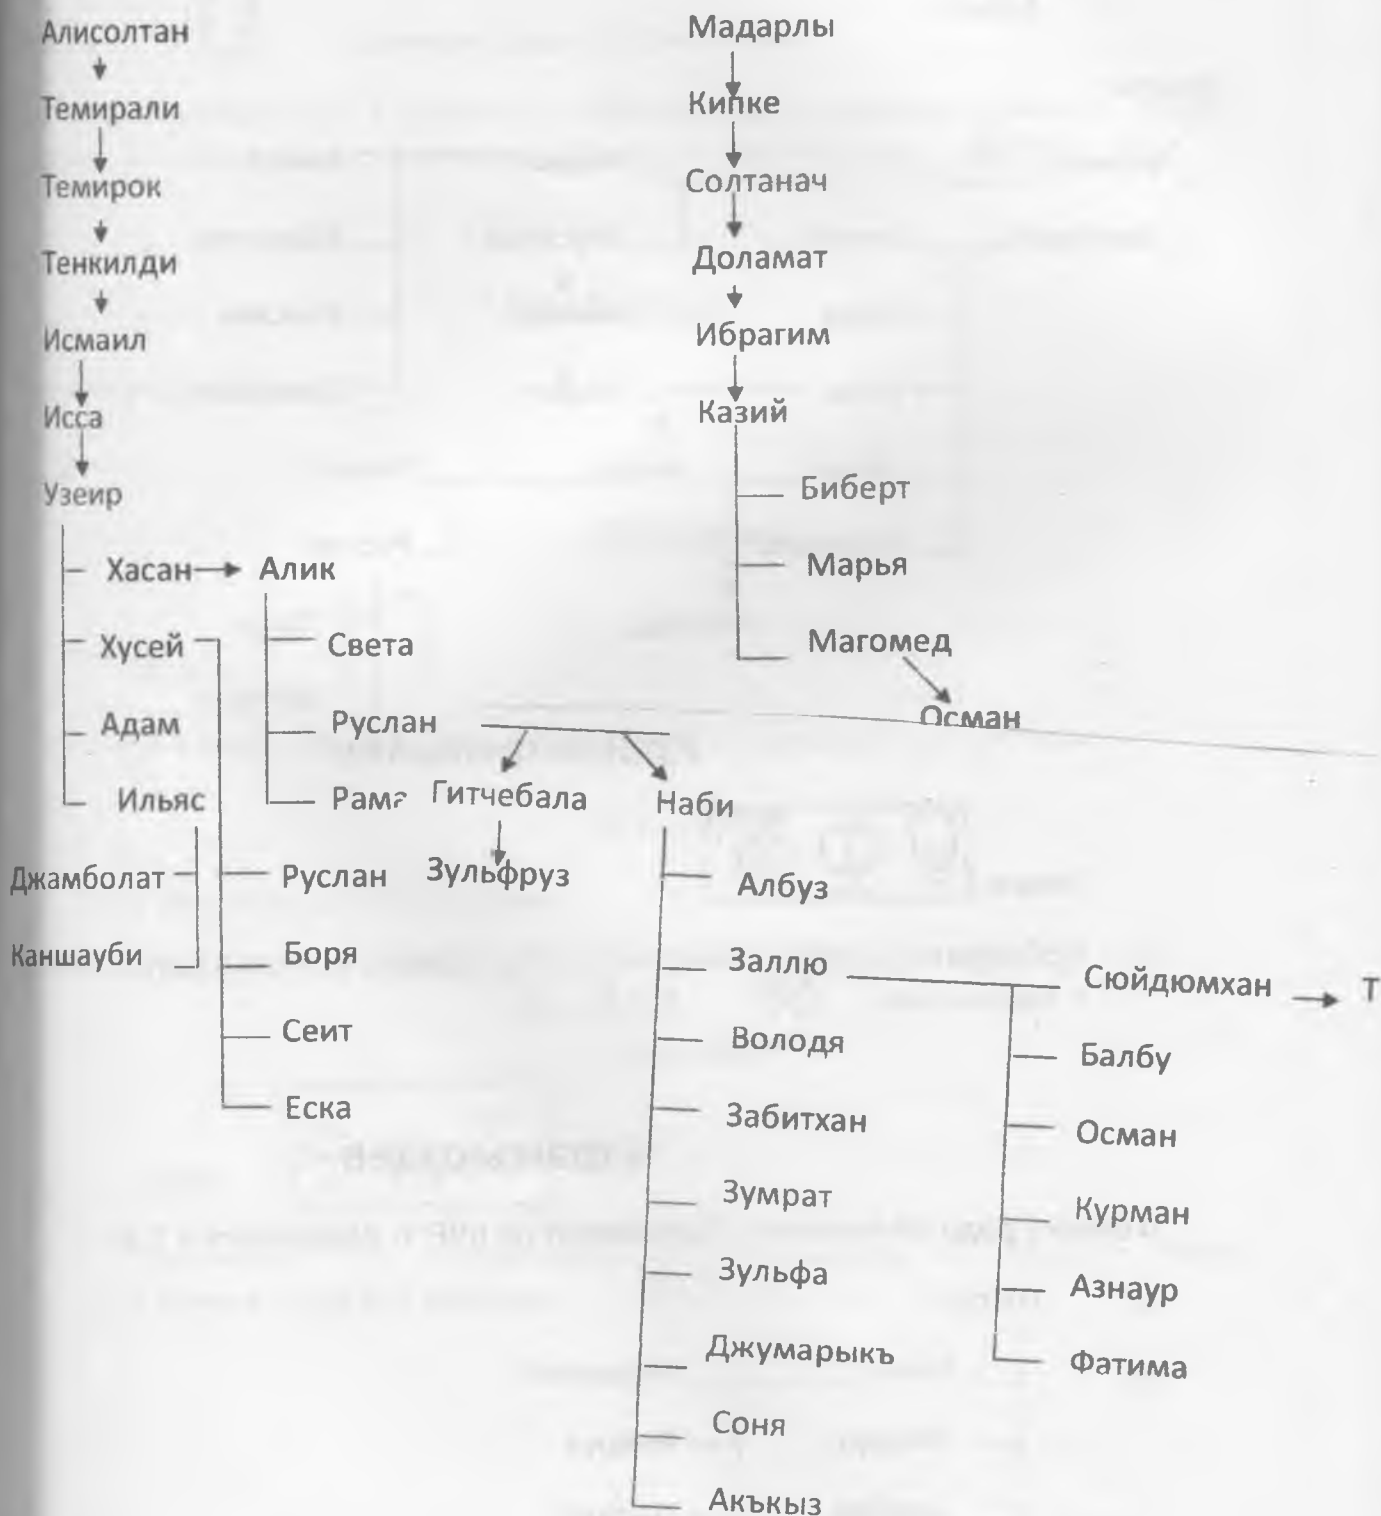 Алисолтан Мадарлы
Темирали Кипке
Темирок Солтанач
Тенкилди Доламат
Исмаил Ибрагим
Исса Казий
Узеир Биберт
Хасан Алик Марья
Хусей Света Магомед
Адам Руслан Осман
Ильяс Гитчебала Наби
Джамболат Руслан Зульфруз Албуз
Каншауби Боря Заллю Сюйдюмхан
Сеит Володя Балбу
Еска Забитхан Осман
Зумрат Курман
Зульфа Азнаур
Джумарыкъ Фатима
Соня
Акъкыз